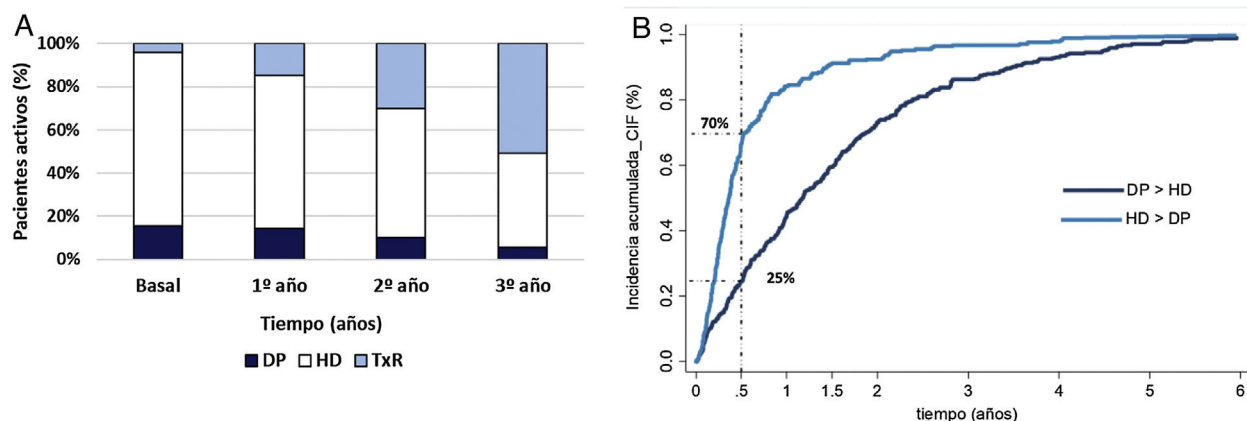 A
Pacientes activos (%)
100%
80%
60%
40%
20%
0%
Basal
1º año
2º año
3º año
Tiempo (años)
DP
HD
TxR
B
Incidencia acumulada_CIF (%)
1.0
0.8
0.6
0.4
0.2
0.0
70%
25%
DP > HD
HD > DP
0
.5
1
1.5
2
3
4
5
6
tiempo (años)